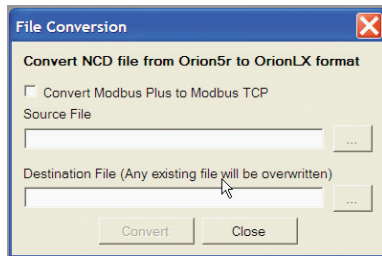 File Conversion
Convert NCD file from Orion5r to OrionLX format
Convert Modbus Plus to Modbus TCP
Source File
...
Destination File (Any existing file will be overwritten)
...
Convert Close